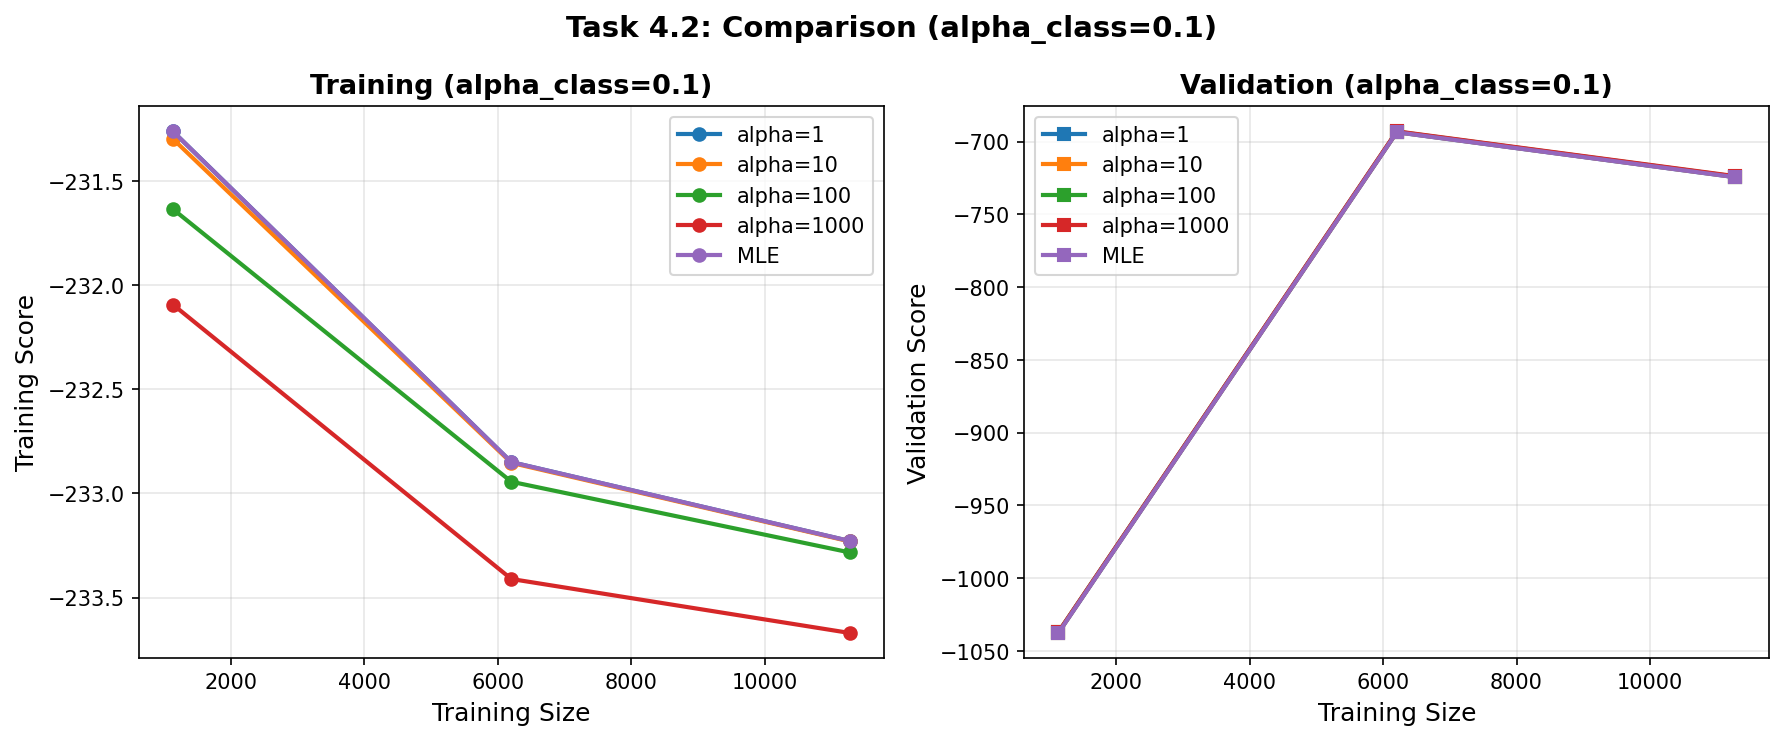 Task 4.2: Comparison (alpha_class=0.1)
Training (alpha_class=0.1)
Training Score
−231.5
−232.0
−232.5
−233.0
−233.5
alpha=1
alpha=10
alpha=100
alpha=1000
MLE
2000
4000
6000
8000
10000
Training Size
Validation (alpha_class=0.1)
Validation Score
−700
−750
−800
−850
−900
−950
−1000
−1050
alpha=1
alpha=10
alpha=100
alpha=1000
MLE
2000
4000
6000
8000
10000
Training Size